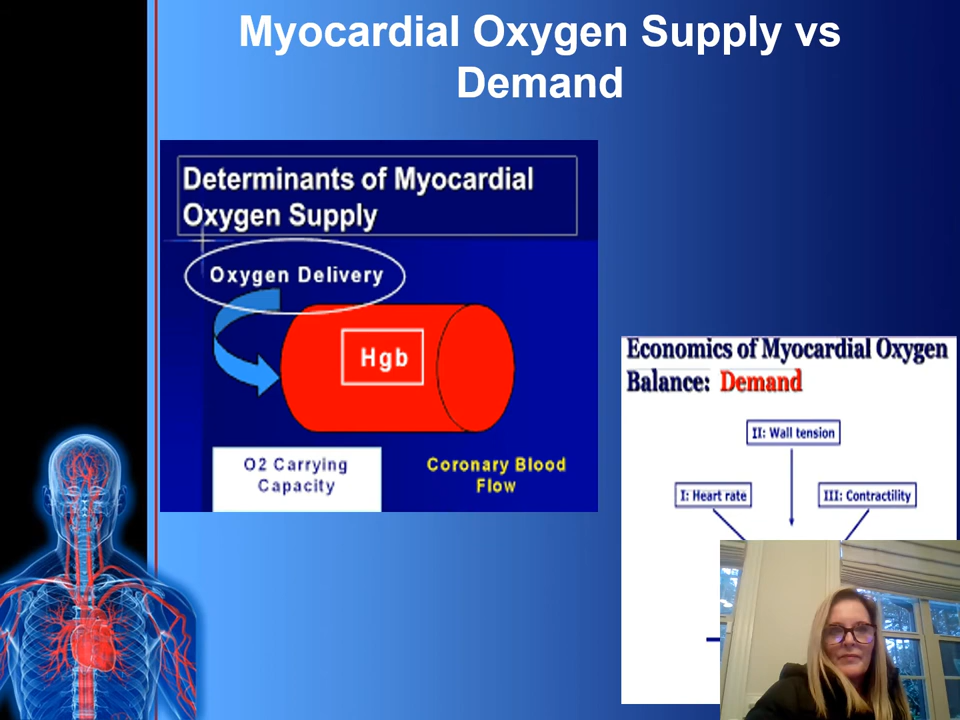 Myocardial Oxygen Supply vs
Demand
Determinants of Myocardial
Oxygen Supply
Oxygen Delivery
Hgb
O2 Carrying
Capacity
Coronary Blood
Flow
Economics of Myocardial Oxygen
Balance: Demand
II: Wall tension
I: Heart rate
III: Contractility